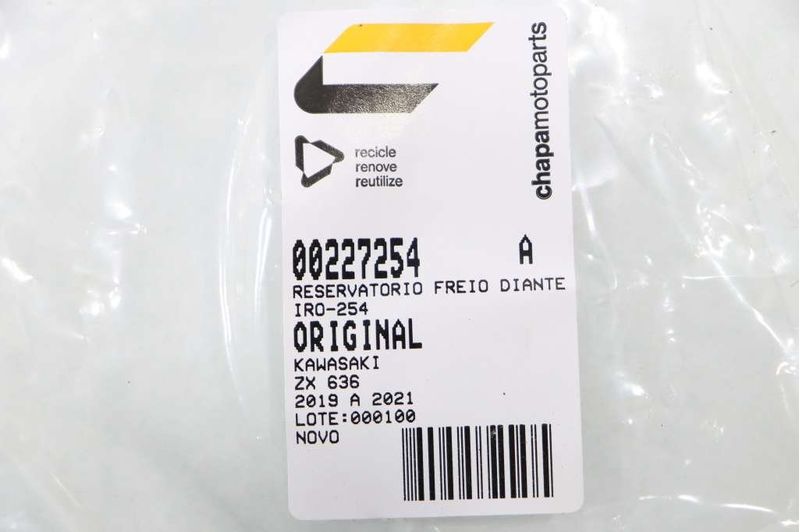 chapamotoparts
recicle
renove
reutilize
00227254 A
RESERVATORIO FREIO DIANTE
IRO-254
ORIGINAL
KAWASAKI
ZX 636
2019 A 2021
LOTE:000100
NOVO